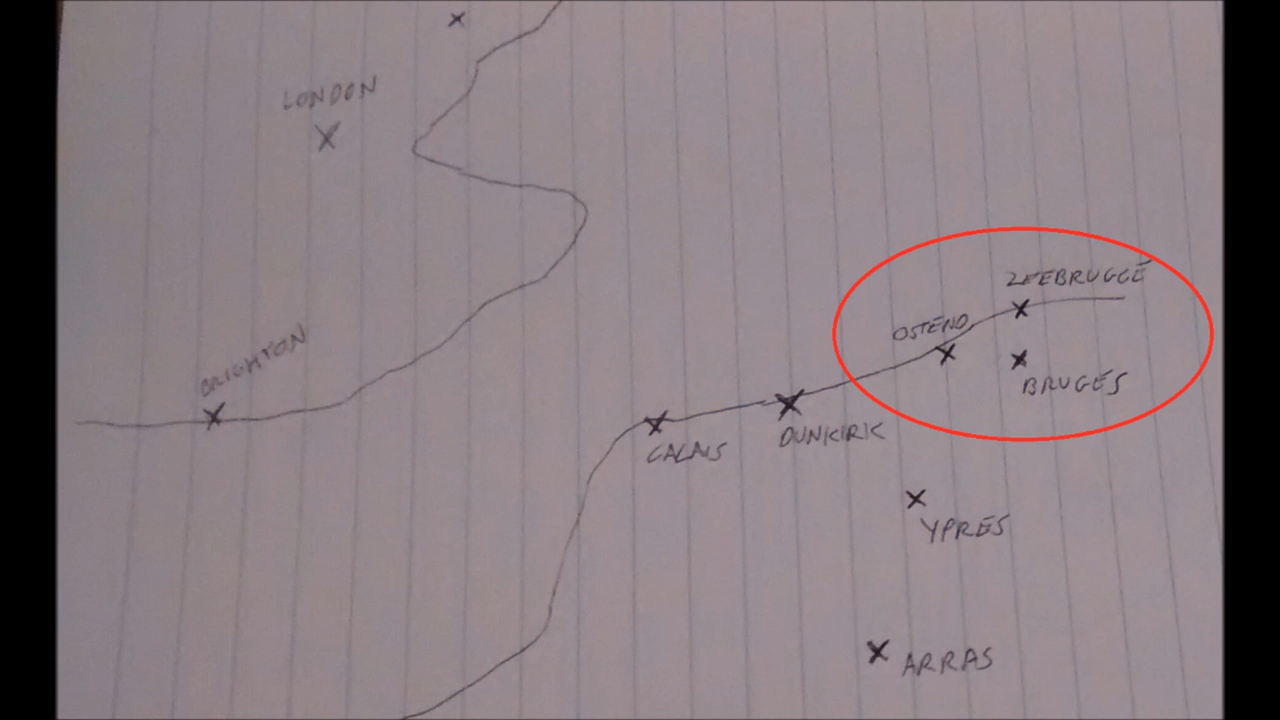 LONDON
ZEEBRUGGE
OSTEND
BRIGHTON
BRUGES
DUNKIRK
CALAIS
YPRES
ARRAS